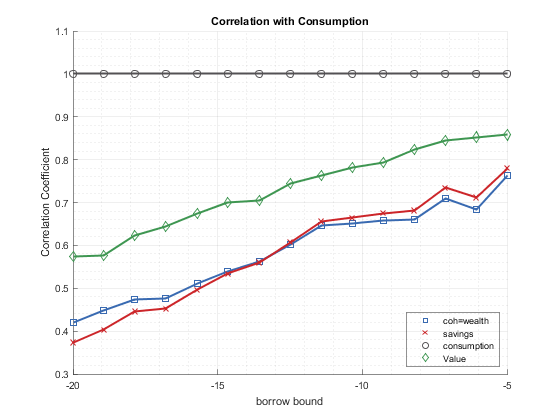 Correlation with Consumption
1.1
1
0.9
0.8
0.7
0.6
0.5
0.4
0.3
Correlation Coefficient
-20
-15
-10
-5
borrow bound
coh=wealth
savings
consumption
Value